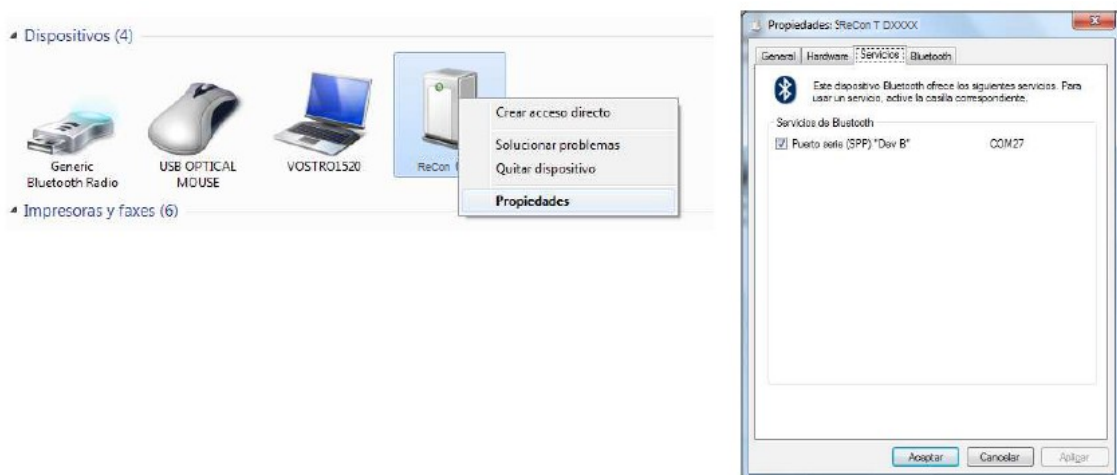 Dispositivos (4)
Generic
Bluetooth Radio
USB OPTICAL
MOUSE
VOSTRO1520
ReCon
Crear acceso directo
Solucionar problemas
Quitar dispositivo
Propiedades
Impresoras y faxes (6)
Propiedades: SReCon T DXXXX
General
Hardware
Servicios
Bluetooth
Este dispositivo Bluetooth ofrece los siguientes servicios. Para
usar un servicio, active la casilla correspondiente.
Servicios de Bluetooth
Puerto serie (SPP) "Dev B" COM27
Aceptar
Cancelar
Aplicar